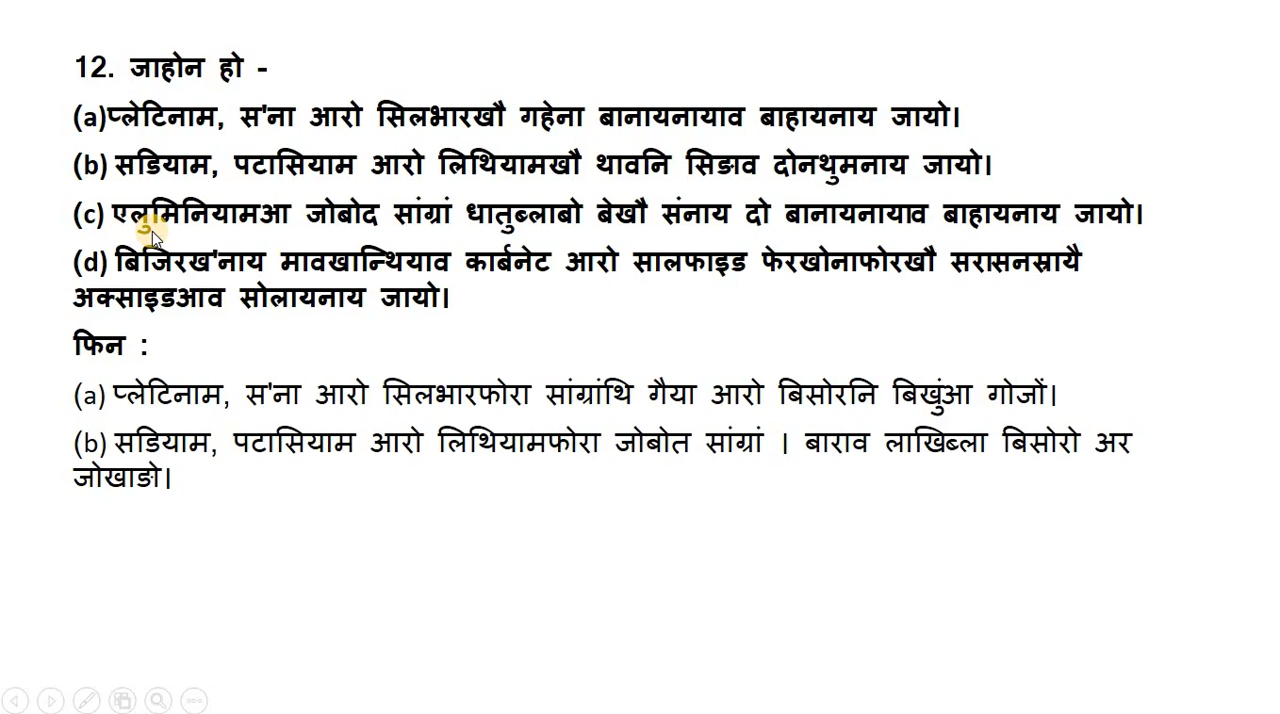 12. जाहोन हो -
(a)प्लेटिनाम, स'ना आरो सिलभारखौ गहेना बानायनायाव बाहायनाय जायो।
(b) सडियाम, पटासियाम आरो लिथियामखौ थावनि सिङाव दोनथुमनाय जायो।
(c) एलुमिनियामआ जोबोद सांग्रां धातुब्लाबो बेखौ संनाय दो बानायनायाव बाहायनाय जायो।
(d) बिजिरख'नाय मावखान्थियाव कार्बनेट आरो सालफाइड फेरखोनाफोरखौ सरासनस्रायै
अक्साइडआव सोलायनाय जायो।
फिन :
(a) प्लेटिनाम, स'ना आरो सिलभारफोरा सांग्रांथि गैया आरो बिसोरनि बिखुंआ गोजों।
(b) सडियाम, पटासियाम आरो लिथियामफोरा जोबोत सांग्रां । बाराव लाखिब्ला बिसोरो अर
जोखाङो।